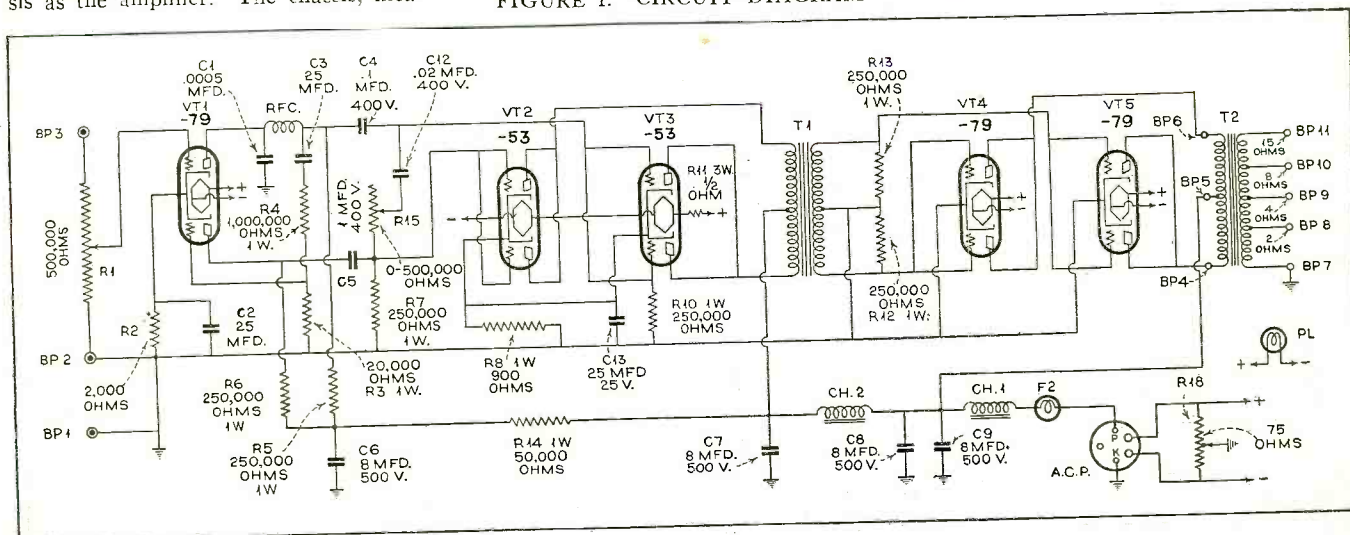 sis as the amplifier. The chassis,
FIGURE 1. CIRCUIT DIAGRAM
C1
.0005
MFD.
VT1
-79
RFC.
C3
25
MFD.
C4
.1
MFD.
400 V.
C12
.02 MFD.
400 V.
VT2
-53
VT3
-53
R11 3W.
1/2
OHM
T1
R13
250,000
OHMS
1 W.
VT4
-79
VT5
-79
BP6
T2
BP11
15
OHMS
BP10
8
OHMS
BP5
BP9
4
OHMS
BP8
2
OHMS
BP4
BP7
BP3
500,000
OHMS
R1
R4
1,000,000
OHMS
1 W.
.1 MFD.
400 V.
R15
C5
0-500,000
OHMS
R7
250,000
OHMS
1W.
+
-
-
+
+
-
+
-
250,000
OHMS
R12 1W.
R10 1W
250,000
OHMS
R2
C2
25
MFD.
BP2
2,000
OHMS
20,000
OHMS
R3 1W.
R8 1W
900
OHMS
C13
25 MFD
25 V.
PL
+
-
BP1
R6
250,000
OHMS
1W
R5
250,000
OHMS
1W
C6
8 MFD.
500 V.
R14 1W
50,000
OHMS
CH.2
CH.1
F2
C7
8 MFD.
500 V.
C8
8 MFD.
500 V.
C9
8 MFD.
500 V.
P
K
A.C.P.
R18
+
75
OHMS
-